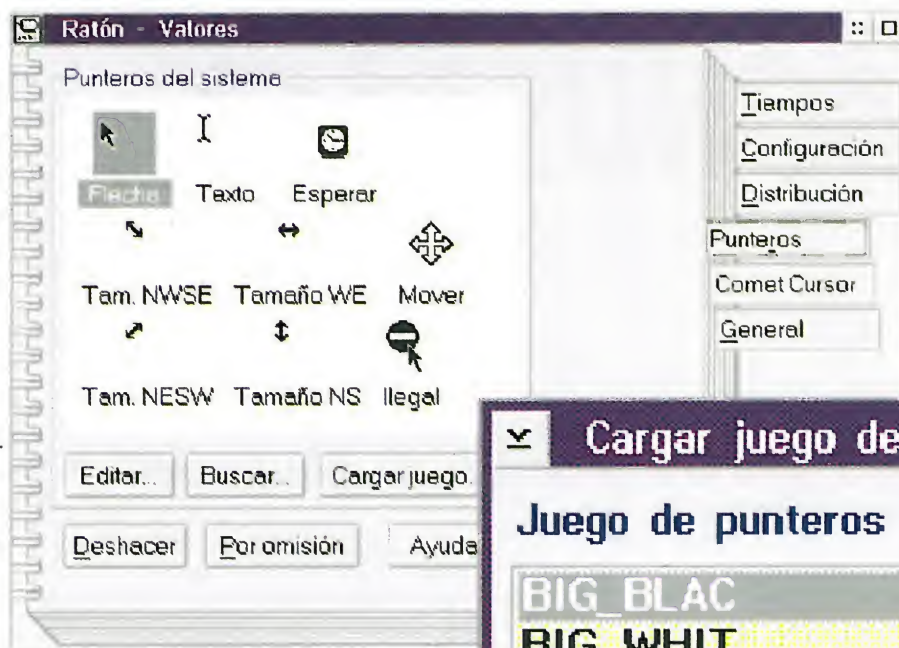 Ratón - Valores
Punteros del sistema
Flecha Texto Esperar
Tam. NWSE Tamaño WE Mover
Tam. NESW Tamaño NS Ilegal
Editar... Buscar... Cargar juego.
Deshacer Por omisión Ayuda
Tiempos
Configuración
Distribución
Punteros
Comet Cursor
General
Cargar juego de
Juego de punteros
BIG_BLAC
BIG_WHIT